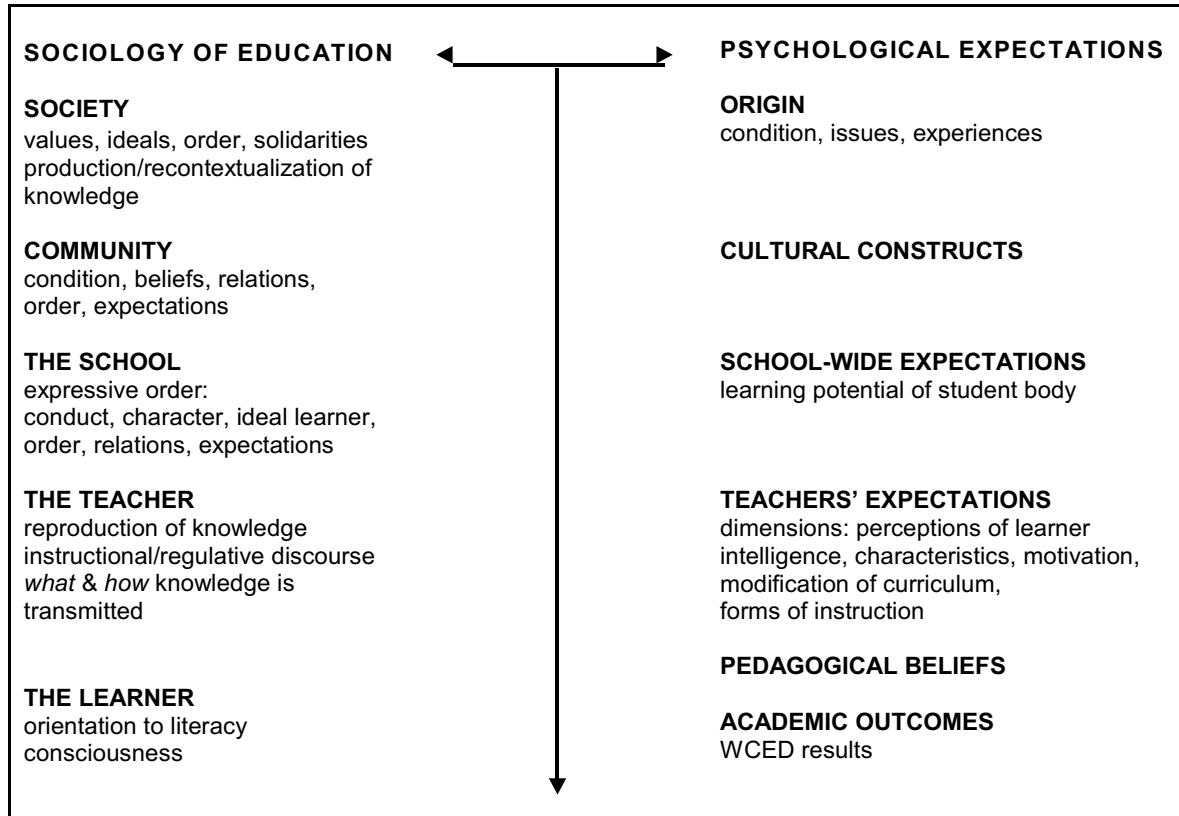 SOCIOLOGY OF EDUCATION
SOCIETY
values, ideals, order, solidarities
production/recontextualization of
knowledge
COMMUNITY
condition, beliefs, relations,
order, expectations
THE SCHOOL
expressive order:
conduct, character, ideal learner,
order, relations, expectations
THE TEACHER
reproduction of knowledge
instructional/regulative discourse
what & how knowledge is
transmitted
THE LEARNER
orientation to literacy
consciousness
PSYCHOLOGICAL EXPECTATIONS
ORIGIN
condition, issues, experiences
CULTURAL CONSTRUCTS
SCHOOL-WIDE EXPECTATIONS
learning potential of student body
TEACHERS’ EXPECTATIONS
dimensions: perceptions of learner
intelligence, characteristics, motivation,
modification of curriculum,
forms of instruction
PEDAGOGICAL BELIEFS
ACADEMIC OUTCOMES
WCED results